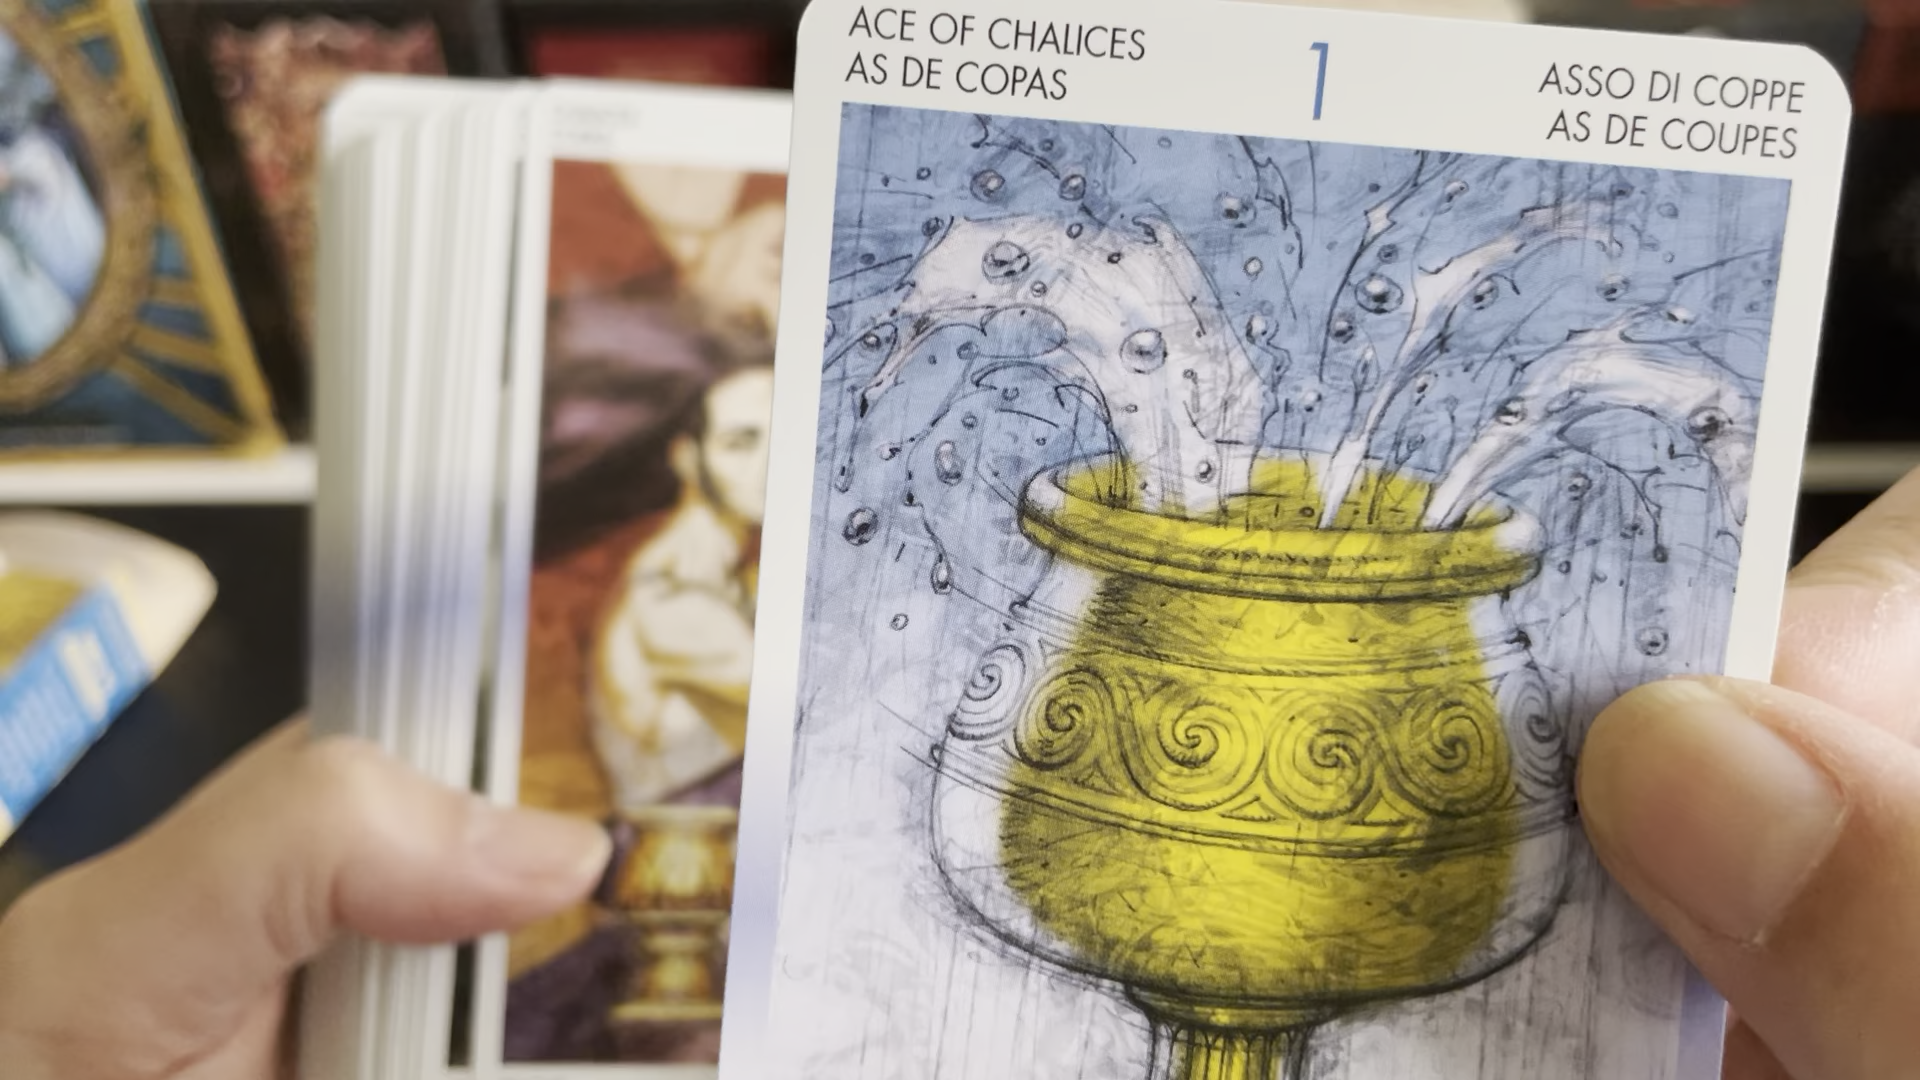 ACE OF CHALICES
AS DE COPAS
1
ASSO DI COPPE
AS DE COUPES